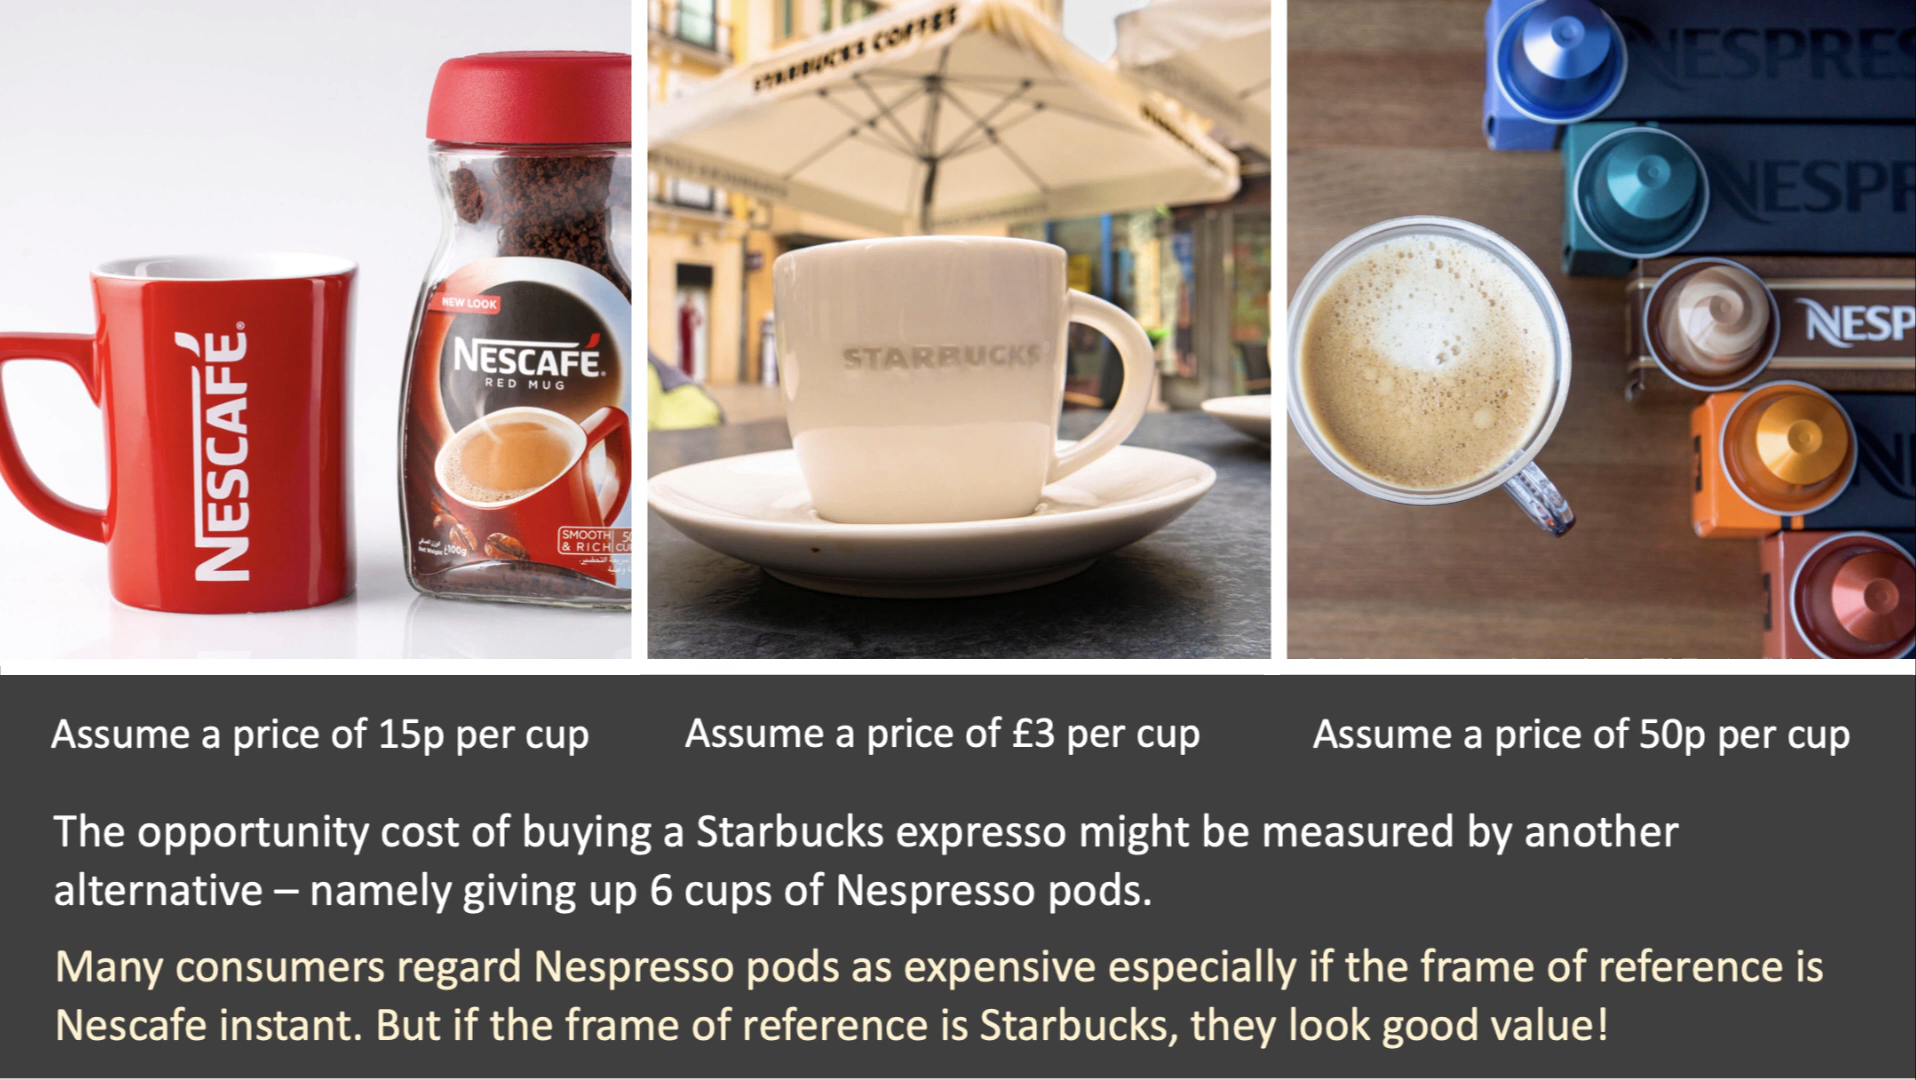 STARBUCKS COFFEE
NESPRES
NESPR
NESP
NEW LOOK
NESCAFÉ®
NESCAFÉ®
RED MUG
STARBUCKS
SMOOTH
& RICH
100g
Assume a price of 15p per cup
Assume a price of £3 per cup
Assume a price of 50p per cup
The opportunity cost of buying a Starbucks expresso might be measured by another
alternative – namely giving up 6 cups of Nespresso pods.
Many consumers regard Nespresso pods as expensive especially if the frame of reference is
Nescafe instant. But if the frame of reference is Starbucks, they look good value!